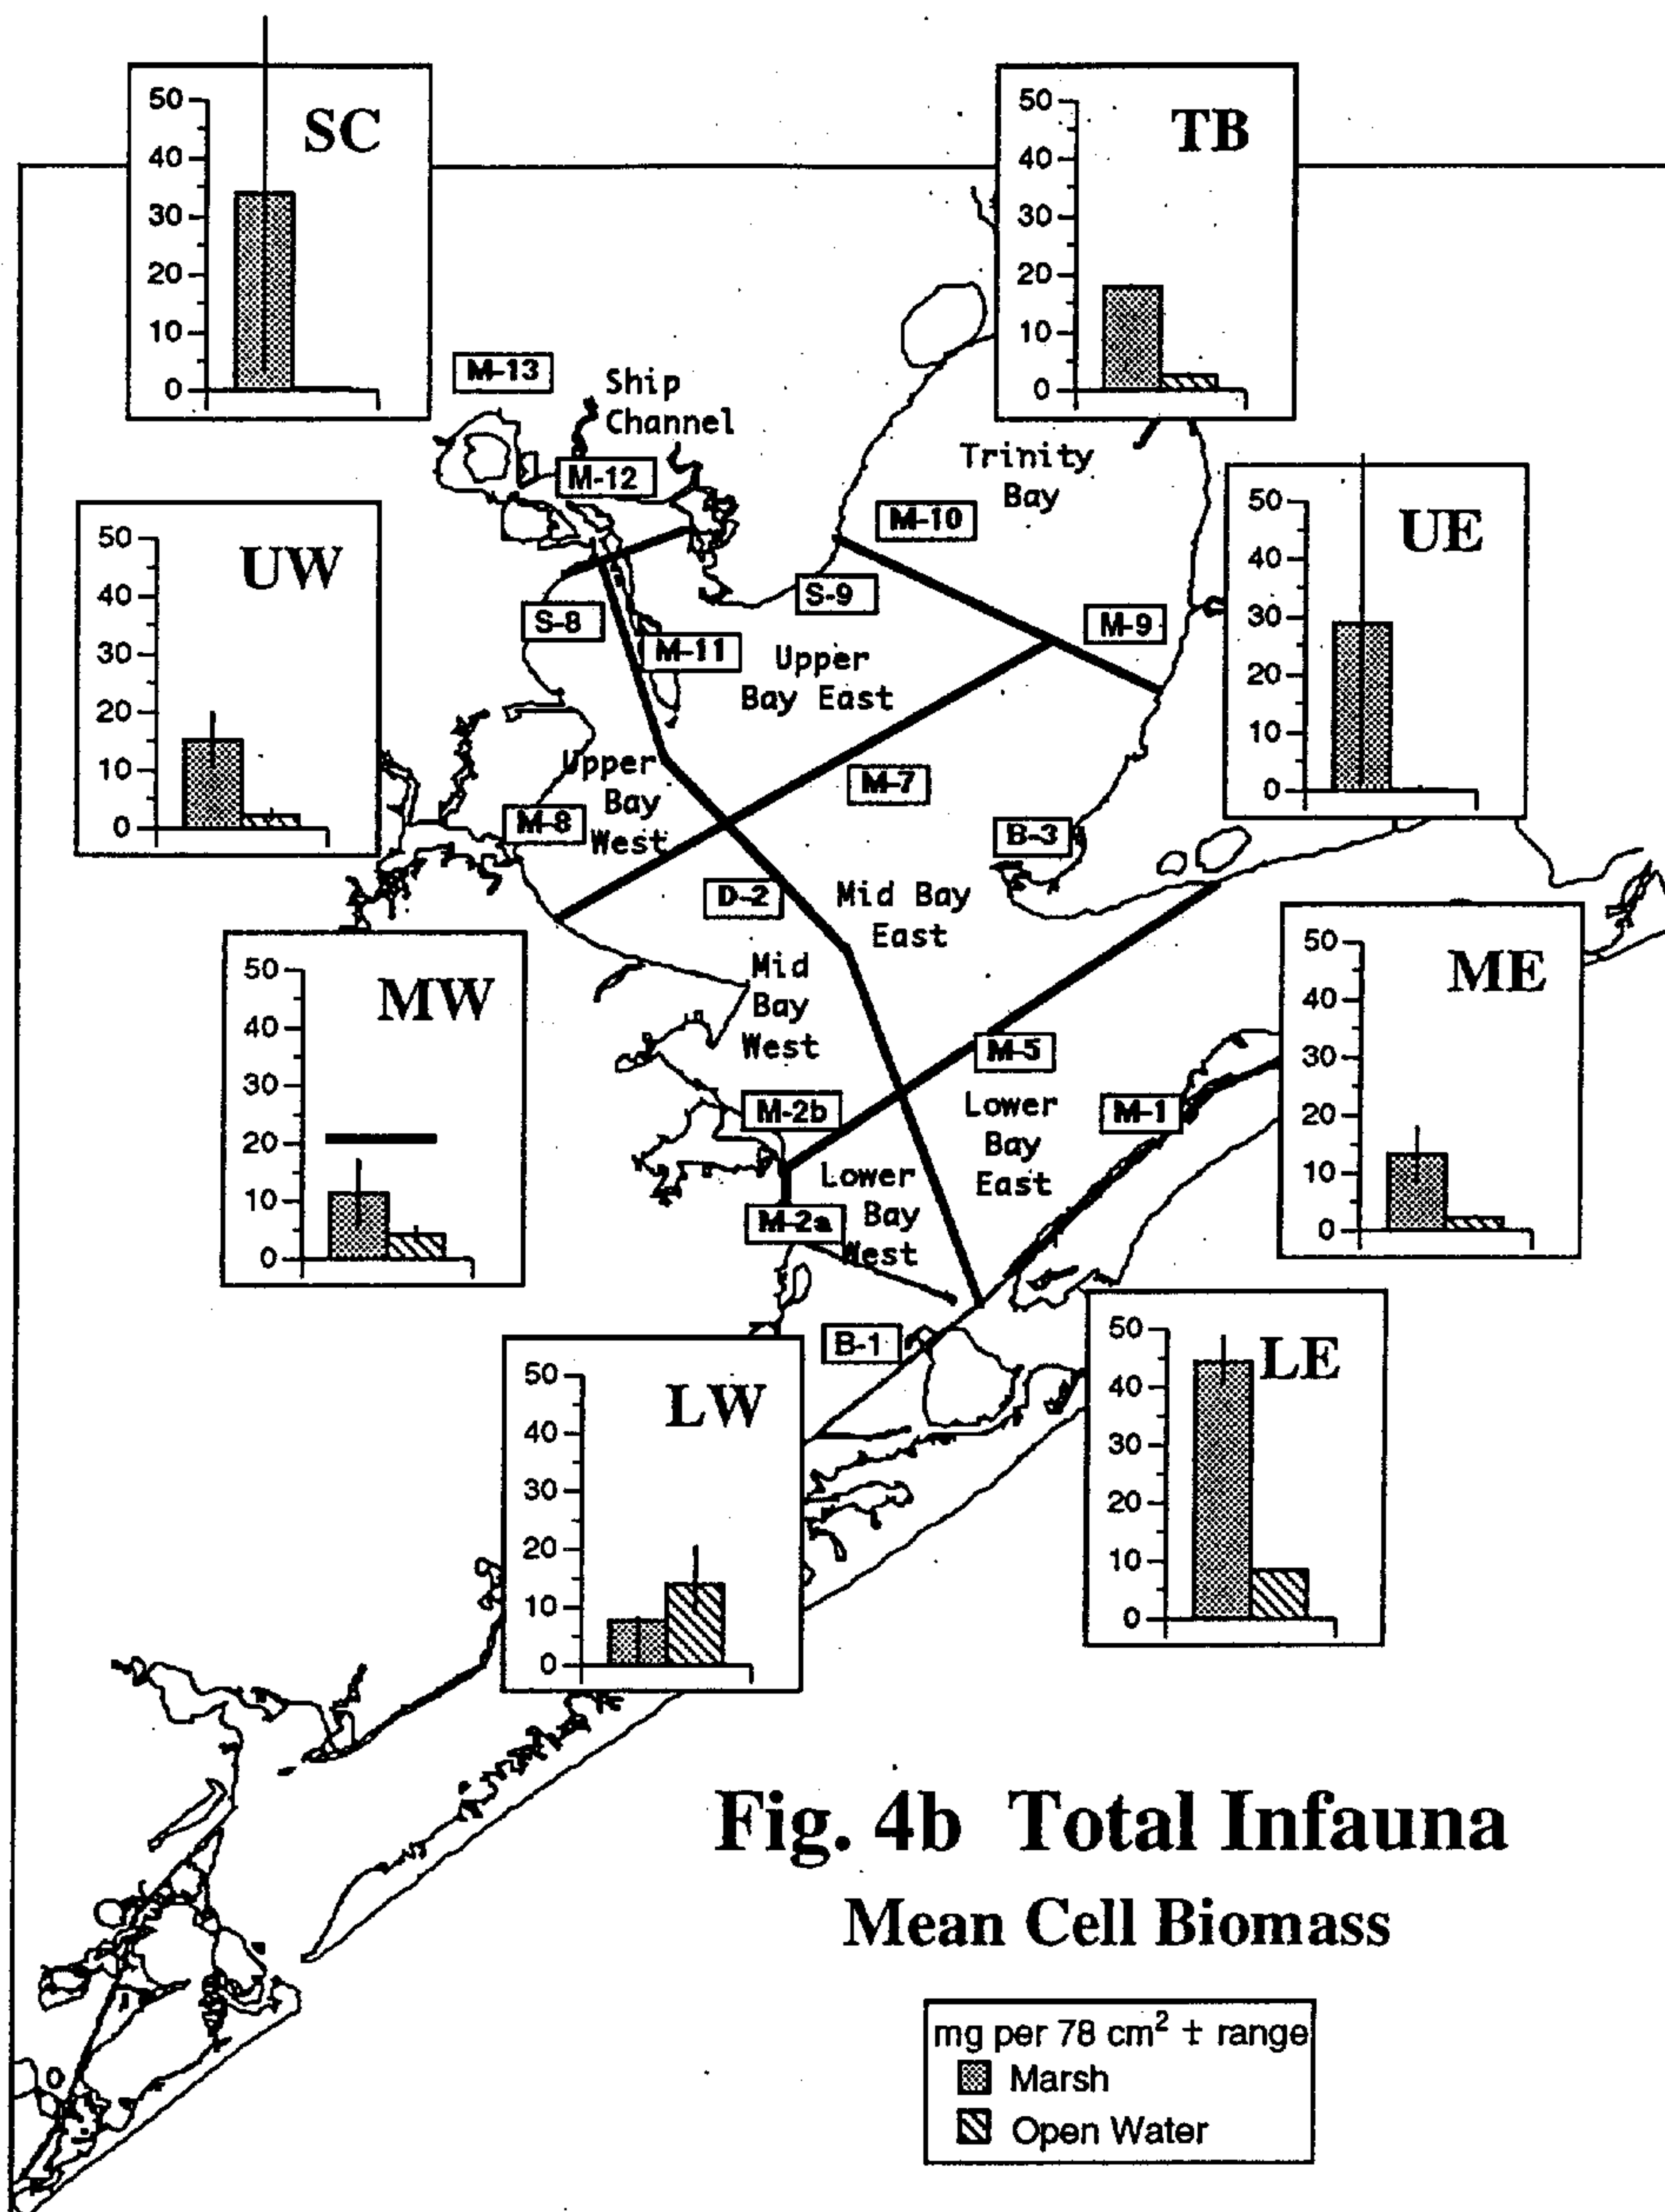 SC
50
40
30
20
10
0
TB
50
40
30
20
10
0
M-13
Ship
Channel
M-12
Trinity
Bay
M-10
UE
50
40
30
20
10
0
UW
50
40
30
20
10
0
S-9
S-8
M-9
M-11
Upper
Bay East
Upper
Bay
West
M-7
M-8
B-3
D-2
Mid Bay
East
MW
50
40
30
20
10
0
Mid
Bay
West
ME
50
40
30
20
10
0
M-5
M-2b
Lower
Bay
East
M-1
Lower
Bay
West
M-2a
B-1
LE
50
40
30
20
10
0
LW
50
40
30
20
10
0
Fig. 4b Total Infauna
Mean Cell Biomass
mg per 78 cm² ± range
Marsh
Open Water